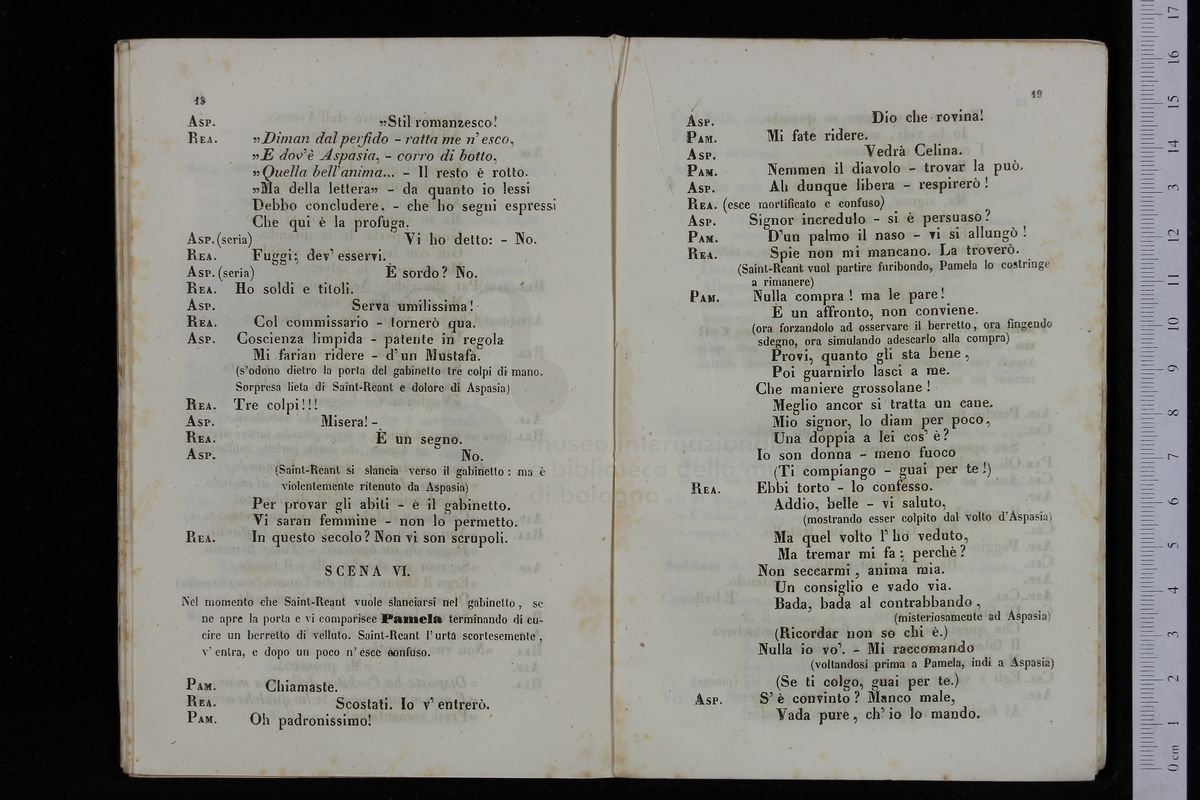 18
ASP. »Stil romanzesco!
REA. »Diman dal perfido - ratta me n' esco,
»E dov'è Aspasia, - corro di botto,
»Quella bell'anima... - Il resto è rotto.
»Ma della lettera» - da quanto io lessi
Debbo concludere, - che ho segni espressi
Che qui è la profuga.
ASP. (seria) Vi ho detto: - No.
REA. Fuggi; dev' esservi.
ASP. (seria) È sordo? No.
REA. Ho soldi e titoli.
ASP. Serva umilissima!
REA. Col commissario - tornerò qua.
ASP. Coscienza limpida - patente in regola
Mi farian ridere - d'un Mustafà.
(s'odono dietro la porta del gabinetto tre colpi di mano.
Sorpresa lieta di Saint-Reant e dolore di Aspasia)
REA. Tre colpi!!!
ASP. Misera! -
REA. È un segno.
ASP. No.
(Saint-Reant si slancia verso il gabinetto: ma è
violentemente ritenuto da Aspasia)
Per provar gli abiti - è il gabinetto.
Vi saran femmine - non lo permetto.
REA. In questo secolo? Non vi son scrupoli.
SCENA VI.
Nel momento che Saint-Reant vuole slanciarsi nel gabinetto, se
ne apre la porta e vi comparisce Pamela terminando di cu-
cire un berretto di velluto. Saint-Reant l'urta scortesemente,
v' entra, e dopo un poco n' esce confuso.
PAM. Chiamaste.
REA. Scostati. Io v' entrerò.
PAM. Oh padronissimo!
19
ASP. Dio che rovina!
PAM. Mi fate ridere.
ASP. Vedrà Celina.
PAM. Nemmen il diavolo - trovar la può.
ASP. Ah dunque libera - respirerò!
REA. (esce mortificato e confuso)
ASP. Signor incredulo - si è persuaso?
PAM. D'un palmo il naso - vi si allungò!
REA. Spie non mi mancano. La troverò.
(Saint-Reant vuol partire furibondo, Pamela lo costringe
a rimanere)
PAM. Nulla compra! ma le pare!
È un affronto, non conviene.
(ora forzandolo ad osservare il berretto, ora fingendo
sdegno, ora simulando adescarlo alla compra)
Provi, quanto gli sta bene,
Poi guarnirlo lasci a me.
Che maniere grossolane!
Meglio ancor si tratta un cane.
Mio signor, lo diam per poco,
Una doppia a lei cos' è?
Io son donna - meno fuoco
(Ti compiango - guai per te!)
REA. Ebbi torto - lo confesso.
Addio, belle - vi saluto,
(mostrando esser colpito dal volto d'Aspasia)
Ma quel volto l' ho veduto,
Ma tremar mi fa; perchè?
Non seccarmi, anima mia.
Un consiglio e vado via.
Bada, bada al contrabbando,
(misteriosamente ad Aspasia)
(Ricordar non so chi è.)
Nulla io vo'. - Mi raccomando
(voltandosi prima a Pamela, indi a Aspasia)
(Se ti colgo, guai per te.)
ASP. S' è convinto? Manco male,
Vada pure, ch' io lo mando.
museo internazionale
biblioteca della musica
di bologna